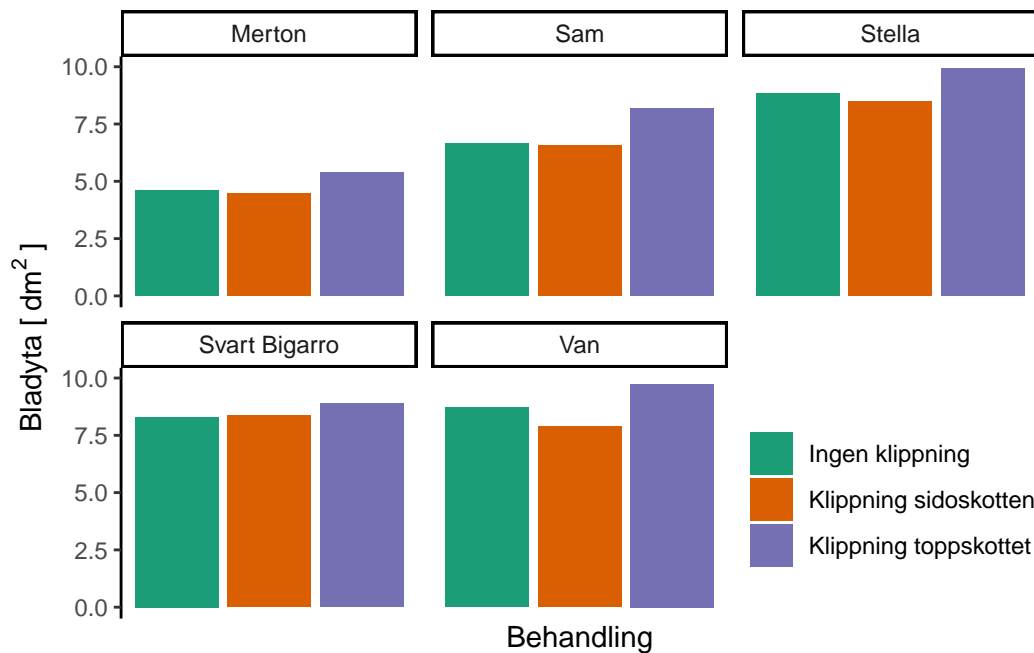 Merton
Sam
Stella
10.0
7.5
5.0
2.5
0.0
Svart Bigarro
Van
10.0
7.5
5.0
2.5
0.0
Bladyta [ dm² ]
Behandling
Ingen klippning
Klippning sidoskotten
Klippning toppskottet